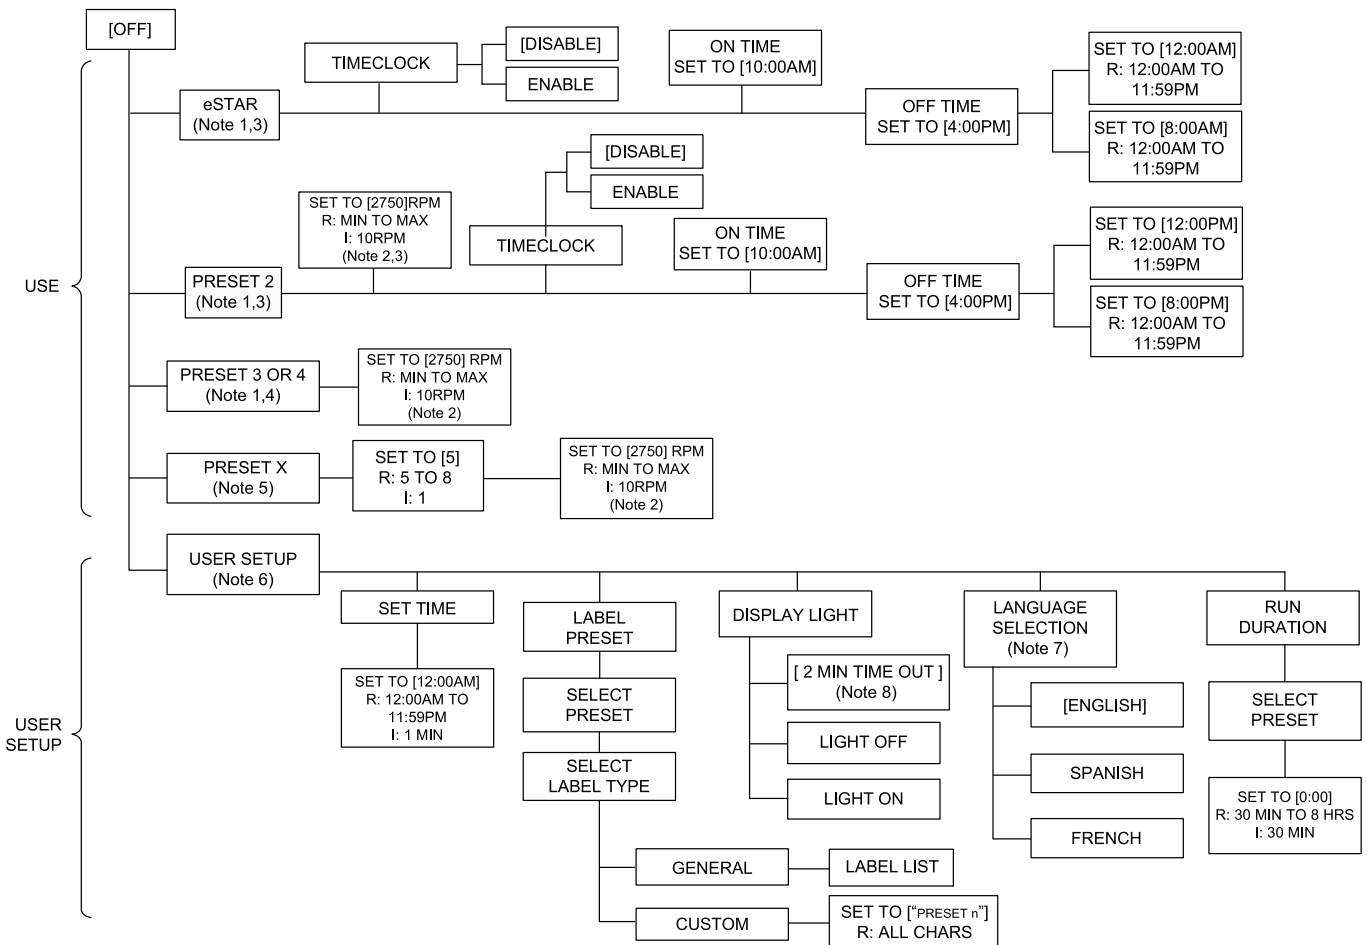 [OFF]
USE
eSTAR
(Note 1,3)
TIMECLOCK
[DISABLE]
ENABLE
ON TIME
SET TO [10:00AM]
OFF TIME
SET TO [4:00PM]
SET TO [12:00AM]
R: 12:00AM TO
11:59PM
SET TO [8:00AM]
R: 12:00AM TO
11:59PM
PRESET 2
(Note 1,3)
SET TO [2750]RPM
R: MIN TO MAX
I: 10RPM
(Note 2,3)
TIMECLOCK
[DISABLE]
ENABLE
ON TIME
SET TO [10:00AM]
OFF TIME
SET TO [4:00PM]
SET TO [12:00PM]
R: 12:00AM TO
11:59PM
SET TO [8:00PM]
R: 12:00AM TO
11:59PM
PRESET 3 OR 4
(Note 1,4)
SET TO [2750] RPM
R: MIN TO MAX
I: 10RPM
(Note 2)
PRESET X
(Note 5)
SET TO [5]
R: 5 TO 8
I: 1
SET TO [2750] RPM
R: MIN TO MAX
I: 10RPM
(Note 2)
USER
SETUP
USER SETUP
(Note 6)
SET TIME
SET TO [12:00AM]
R: 12:00AM TO
11:59PM
I: 1 MIN
LABEL
PRESET
SELECT
PRESET
SELECT
LABEL TYPE
GENERAL
LABEL LIST
CUSTOM
SET TO ["PRESET n"]
R: ALL CHARS
DISPLAY LIGHT
[ 2 MIN TIME OUT ]
(Note 8)
LIGHT OFF
LIGHT ON
LANGUAGE
SELECTION
(Note 7)
[ENGLISH]
SPANISH
FRENCH
RUN
DURATION
SELECT
PRESET
SET TO [0:00]
R: 30 MIN TO 8 HRS
I: 30 MIN